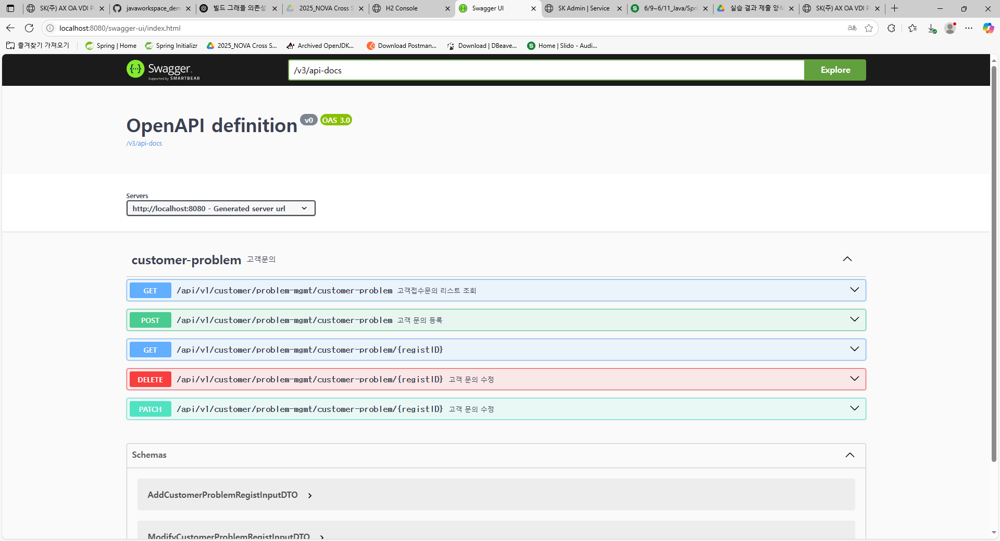 SK(주) AX OA VDI P
javaworkspace_dem
빌드 그래들 의존성
2025_NOVA Cross S
H2 Console
Swagger UI
SK Admin | Service
6/9~6/11_Java/Spri
실습 결과 제출 양식
SK(주) AX OA VDI P
localhost:8080/swagger-ui/index.html
즐겨찾기 가져오기
Spring | Home
Spring Initializr
2025_NOVA Cross S...
Archived OpenJDK...
Download Postman...
Download | DBeave...
Home | Slido - Audi...
Swagger
Supported by SMARTBEAR
/v3/api-docs
Explore
OpenAPI definition v0 OAS 3.0
/v3/api-docs
Servers
http://localhost:8080 - Generated server url
customer-problem 고객문의
GET /api/v1/customer/problem-mgmt/customer-problem 고객접수문의 리스트 조회
POST /api/v1/customer/problem-mgmt/customer-problem 고객 문의 등록
GET /api/v1/customer/problem-mgmt/customer-problem/{registID}
DELETE /api/v1/customer/problem-mgmt/customer-problem/{registID} 고객 문의 수정
PATCH /api/v1/customer/problem-mgmt/customer-problem/{registID} 고객 문의 수정
Schemas
AddCustomerProblemRegistInputDTO
ModifyCustomerProblemRegistInputDTO